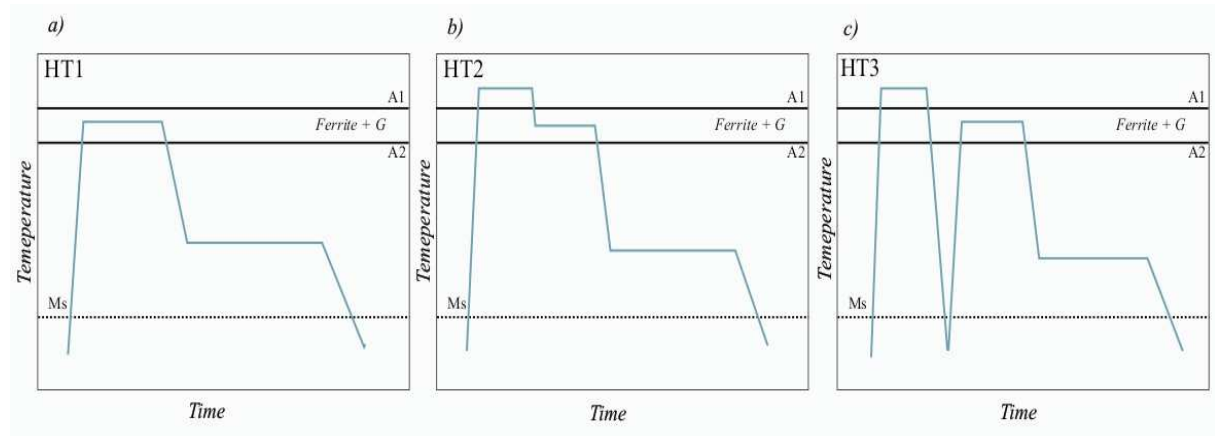 a)
HT1
A1
Ferrite + G
A2
Temeperature
Ms
Time
b)
HT2
A1
Ferrite + G
A2
Temeperature
Ms
Time
c)
HT3
A1
Ferrite + G
A2
Temeperature
Ms
Time